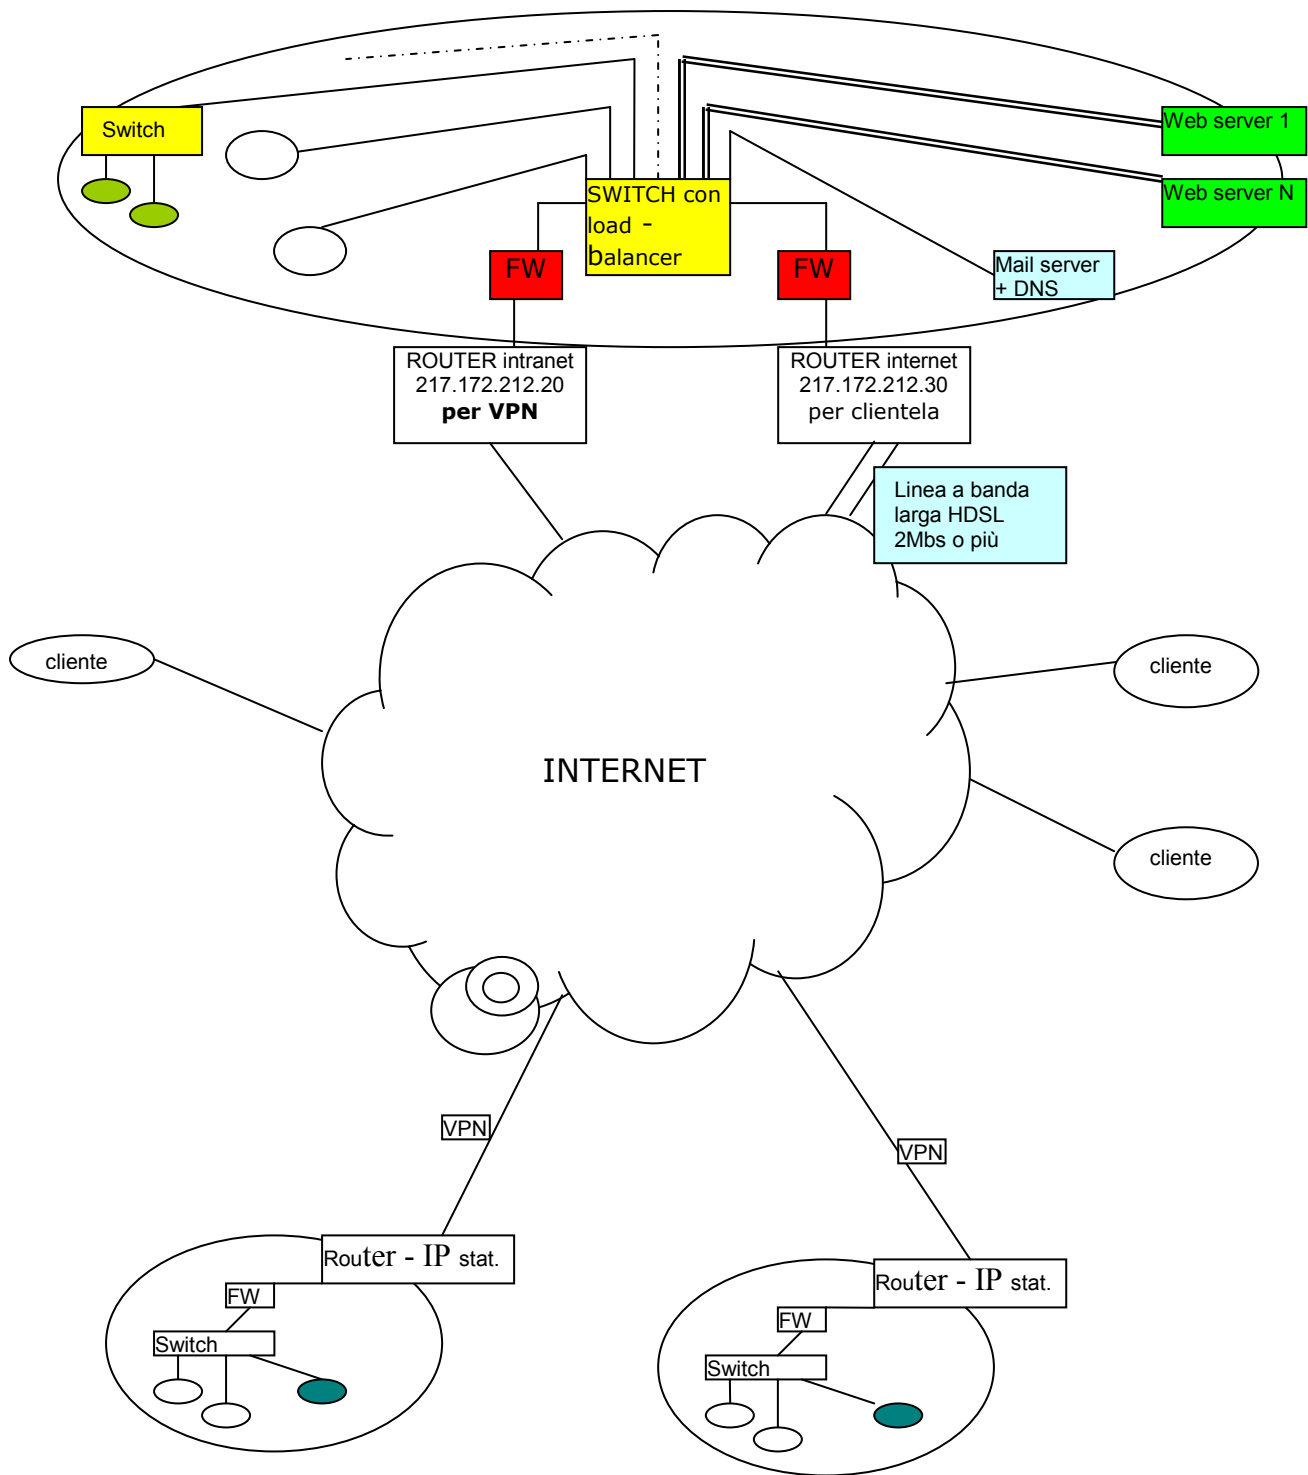 Switch
Web server 1
Web server N
SWITCH con
load -
balancer
FW
FW
Mail server
+ DNS
ROUTER intranet
217.172.212.20
per VPN
ROUTER internet
217.172.212.30
per clientela
Linea a banda
larga HDSL
2Mbs o più
cliente
cliente
INTERNET
cliente
VPN
VPN
Router - IP stat.
FW
Switch
Router - IP stat.
FW
Switch